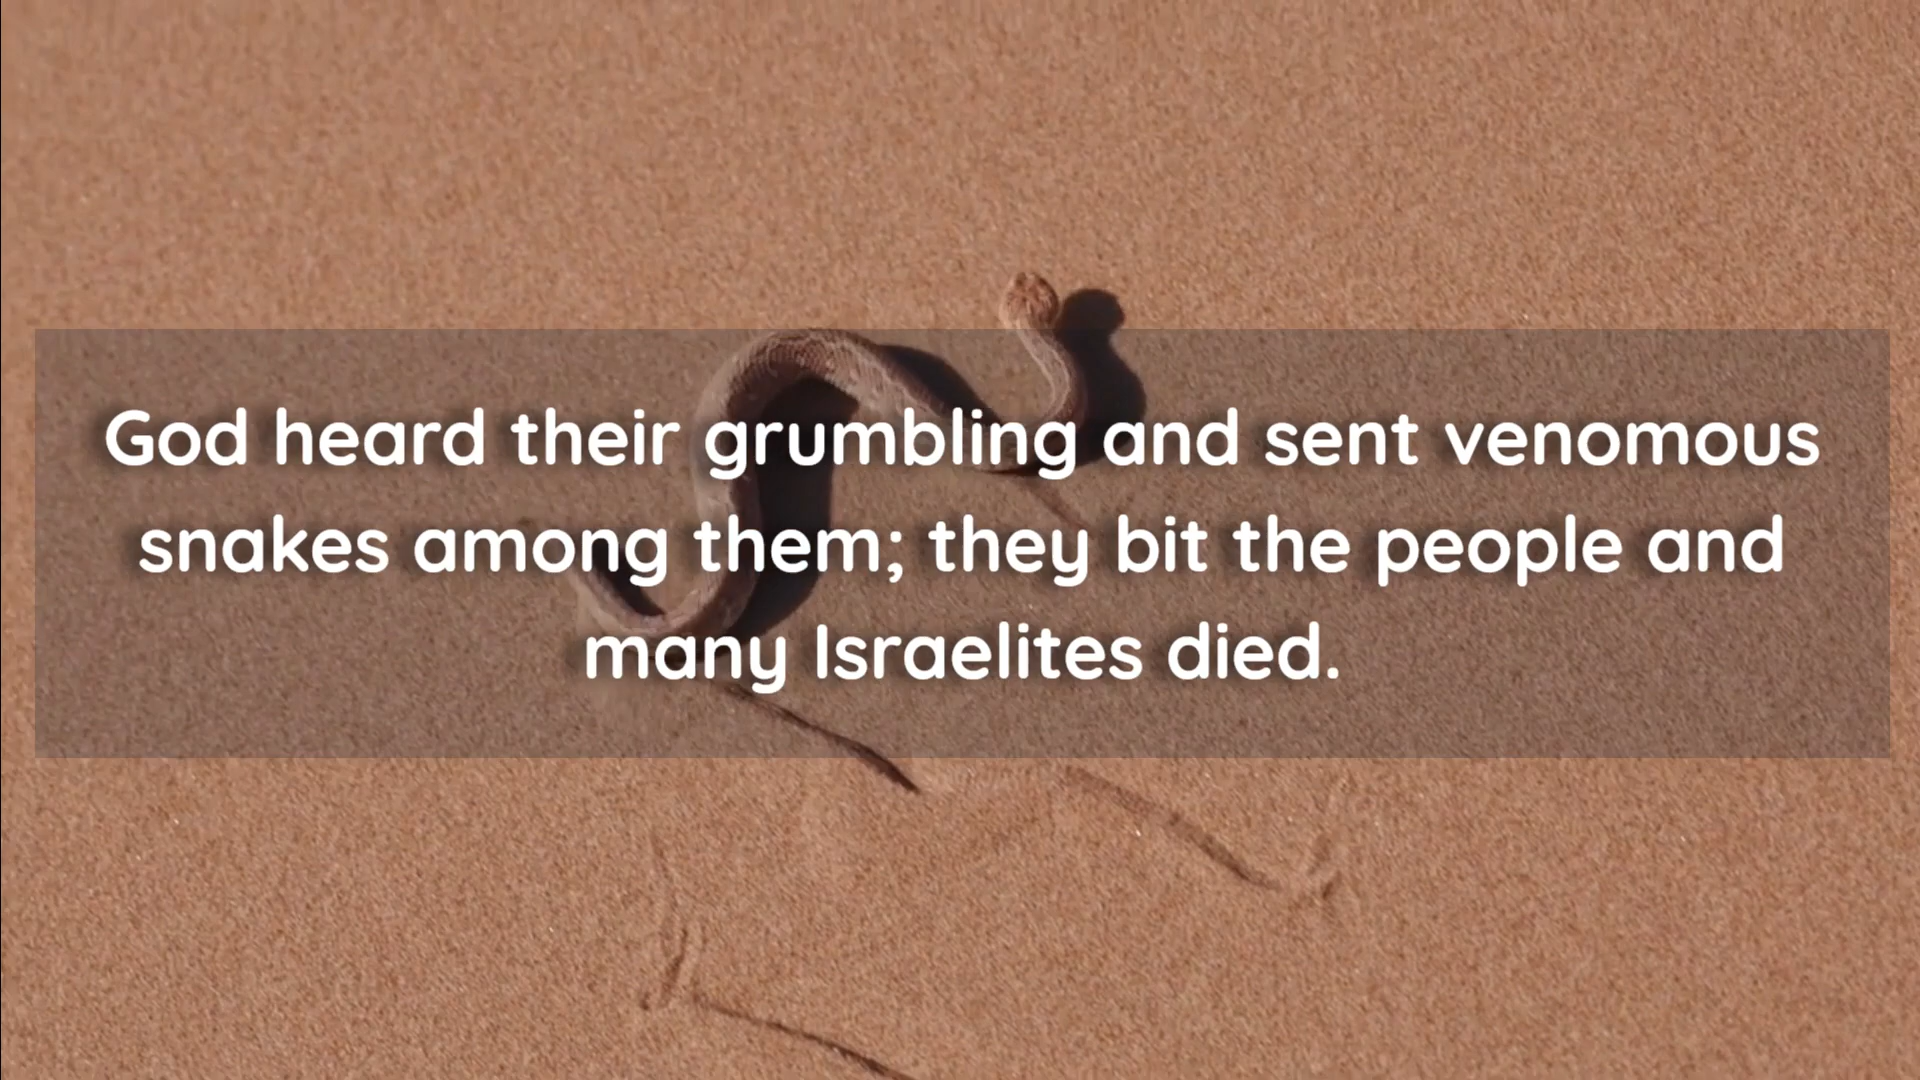 God heard their grumbling and sent venomous
snakes among them; they bit the people and
many Israelites died.